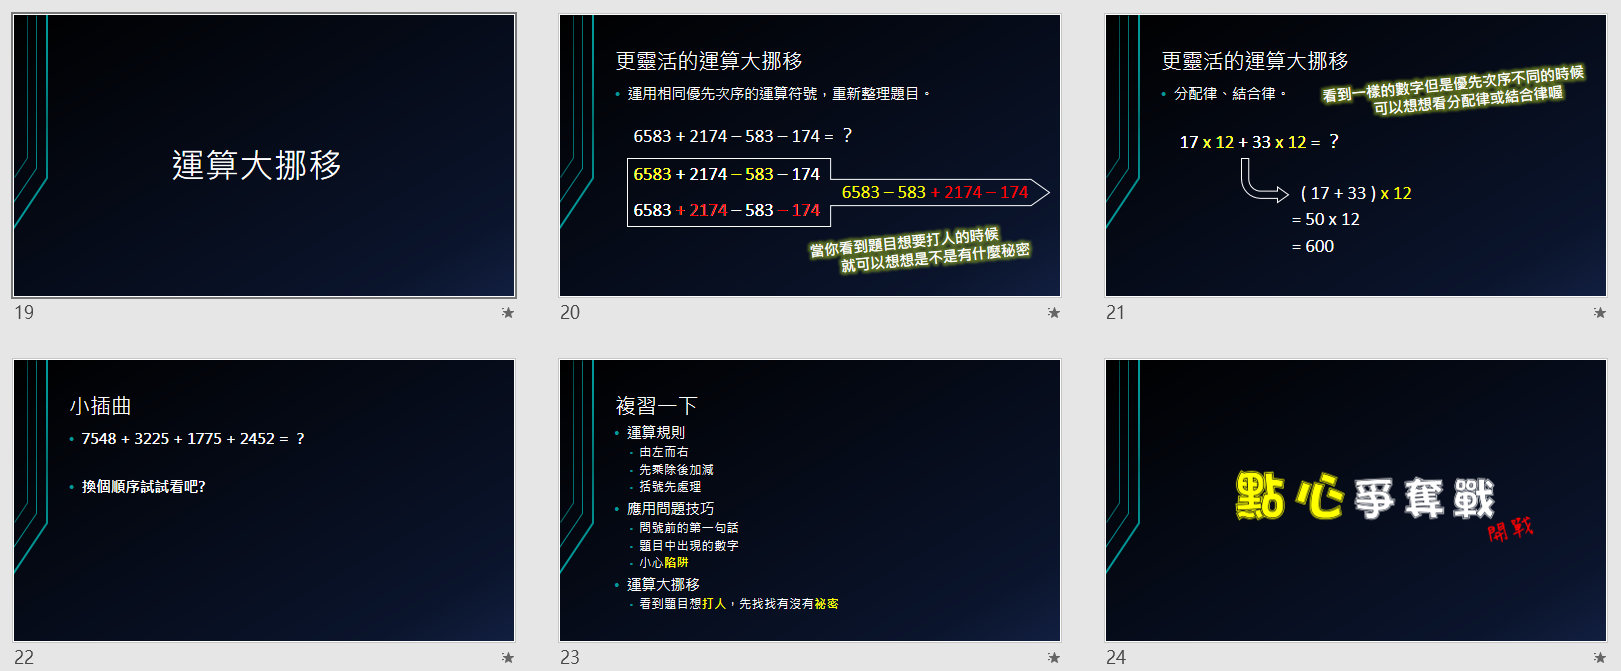 運算大挪移
19
更靈活的運算大挪移
• 運用相同優先次序的運算符號，重新整理題目。
6583 + 2174 – 583 – 174 = ？
6583 + 2174 – 583 – 174
6583 + 2174 – 583 – 174
6583 – 583 + 2174 – 174
當你看到題目想要打人的時候
就可以想想是不是有什麼秘密
20
更靈活的運算大挪移
• 分配律、結合律。
看到一樣的數字但是優先次序不同的時候
可以想想看分配律或結合律喔
17 x 12 + 33 x 12 = ？
( 17 + 33 ) x 12
= 50 x 12
= 600
21
小插曲
• 7548 + 3225 + 1775 + 2452 = ？
• 換個順序試試看吧?
22
複習一下
• 運算規則
- 由左而右
- 先乘除後加減
- 括號先處理
• 應用問題技巧
- 問號前的第一句話
- 題目中出現的數字
- 小心陷阱
• 運算大挪移
- 看到題目想打人，先找找有沒有祕密
23
點心爭奪戰
開戰
24